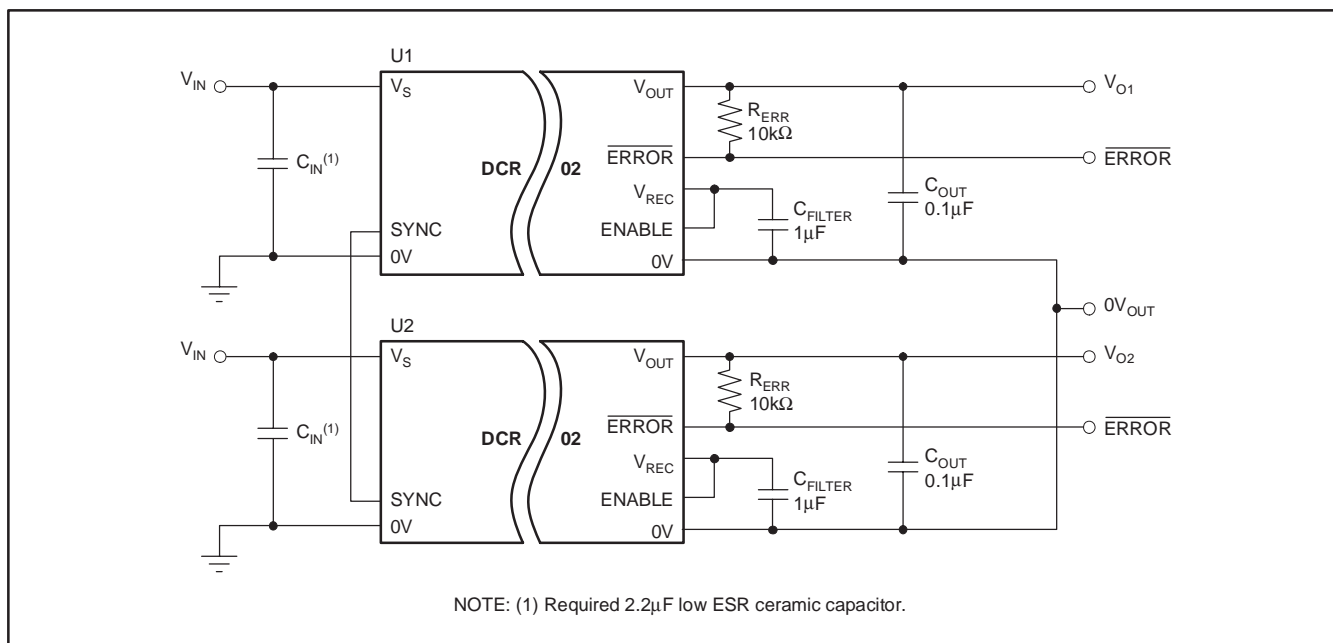 U1
V_IN
V_S
V_OUT
V_O1
R_ERR
10kΩ
ERROR
ERROR
C_IN(1)
DCR
02
V_REC
C_OUT
0.1μF
C_FILTER
1μF
SYNC
ENABLE
0V
0V
0V_OUT
U2
V_IN
V_S
V_OUT
V_O2
R_ERR
10kΩ
ERROR
ERROR
C_IN(1)
DCR
02
V_REC
C_OUT
0.1μF
C_FILTER
1μF
SYNC
ENABLE
0V
0V
NOTE: (1) Required 2.2μF low ESR ceramic capacitor.